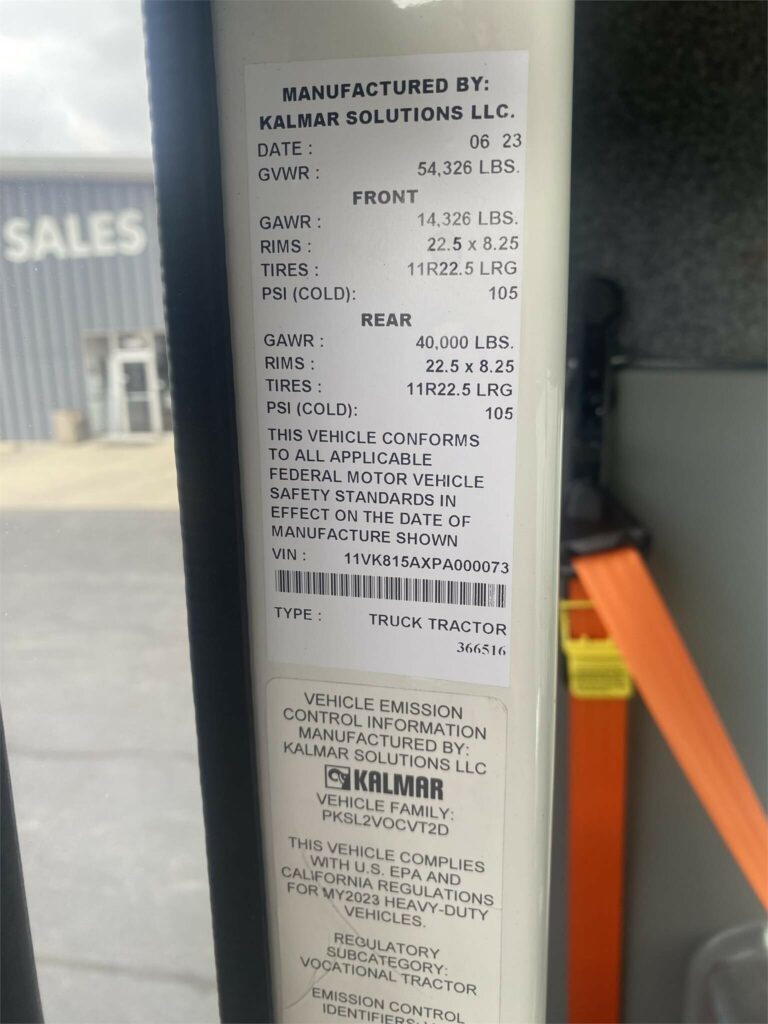 SALES
MANUFACTURED BY:
KALMAR SOLUTIONS LLC.
DATE : 06 23
GVWR : 54,326 LBS.
FRONT
GAWR : 14,326 LBS.
RIMS : 22.5 x 8.25
TIRES : 11R22.5 LRG
PSI (COLD): 105
REAR
GAWR : 40,000 LBS.
RIMS : 22.5 x 8.25
TIRES : 11R22.5 LRG
PSI (COLD): 105
THIS VEHICLE CONFORMS
TO ALL APPLICABLE
FEDERAL MOTOR VEHICLE
SAFETY STANDARDS IN
EFFECT ON THE DATE OF
MANUFACTURE SHOWN
VIN : 11VK815AXPA000073
TYPE : TRUCK TRACTOR
366516
VEHICLE EMISSION
CONTROL INFORMATION
MANUFACTURED BY:
KALMAR SOLUTIONS LLC
KALMAR
VEHICLE FAMILY:
PKSL2VOCVT2D
THIS VEHICLE COMPLIES
WITH U.S. EPA AND
CALIFORNIA REGULATIONS
FOR MY2023 HEAVY-DUTY
VEHICLES.
REGULATORY
SUBCATEGORY:
VOCATIONAL TRACTOR
EMISSION CONTROL
IDENTIFIERS: